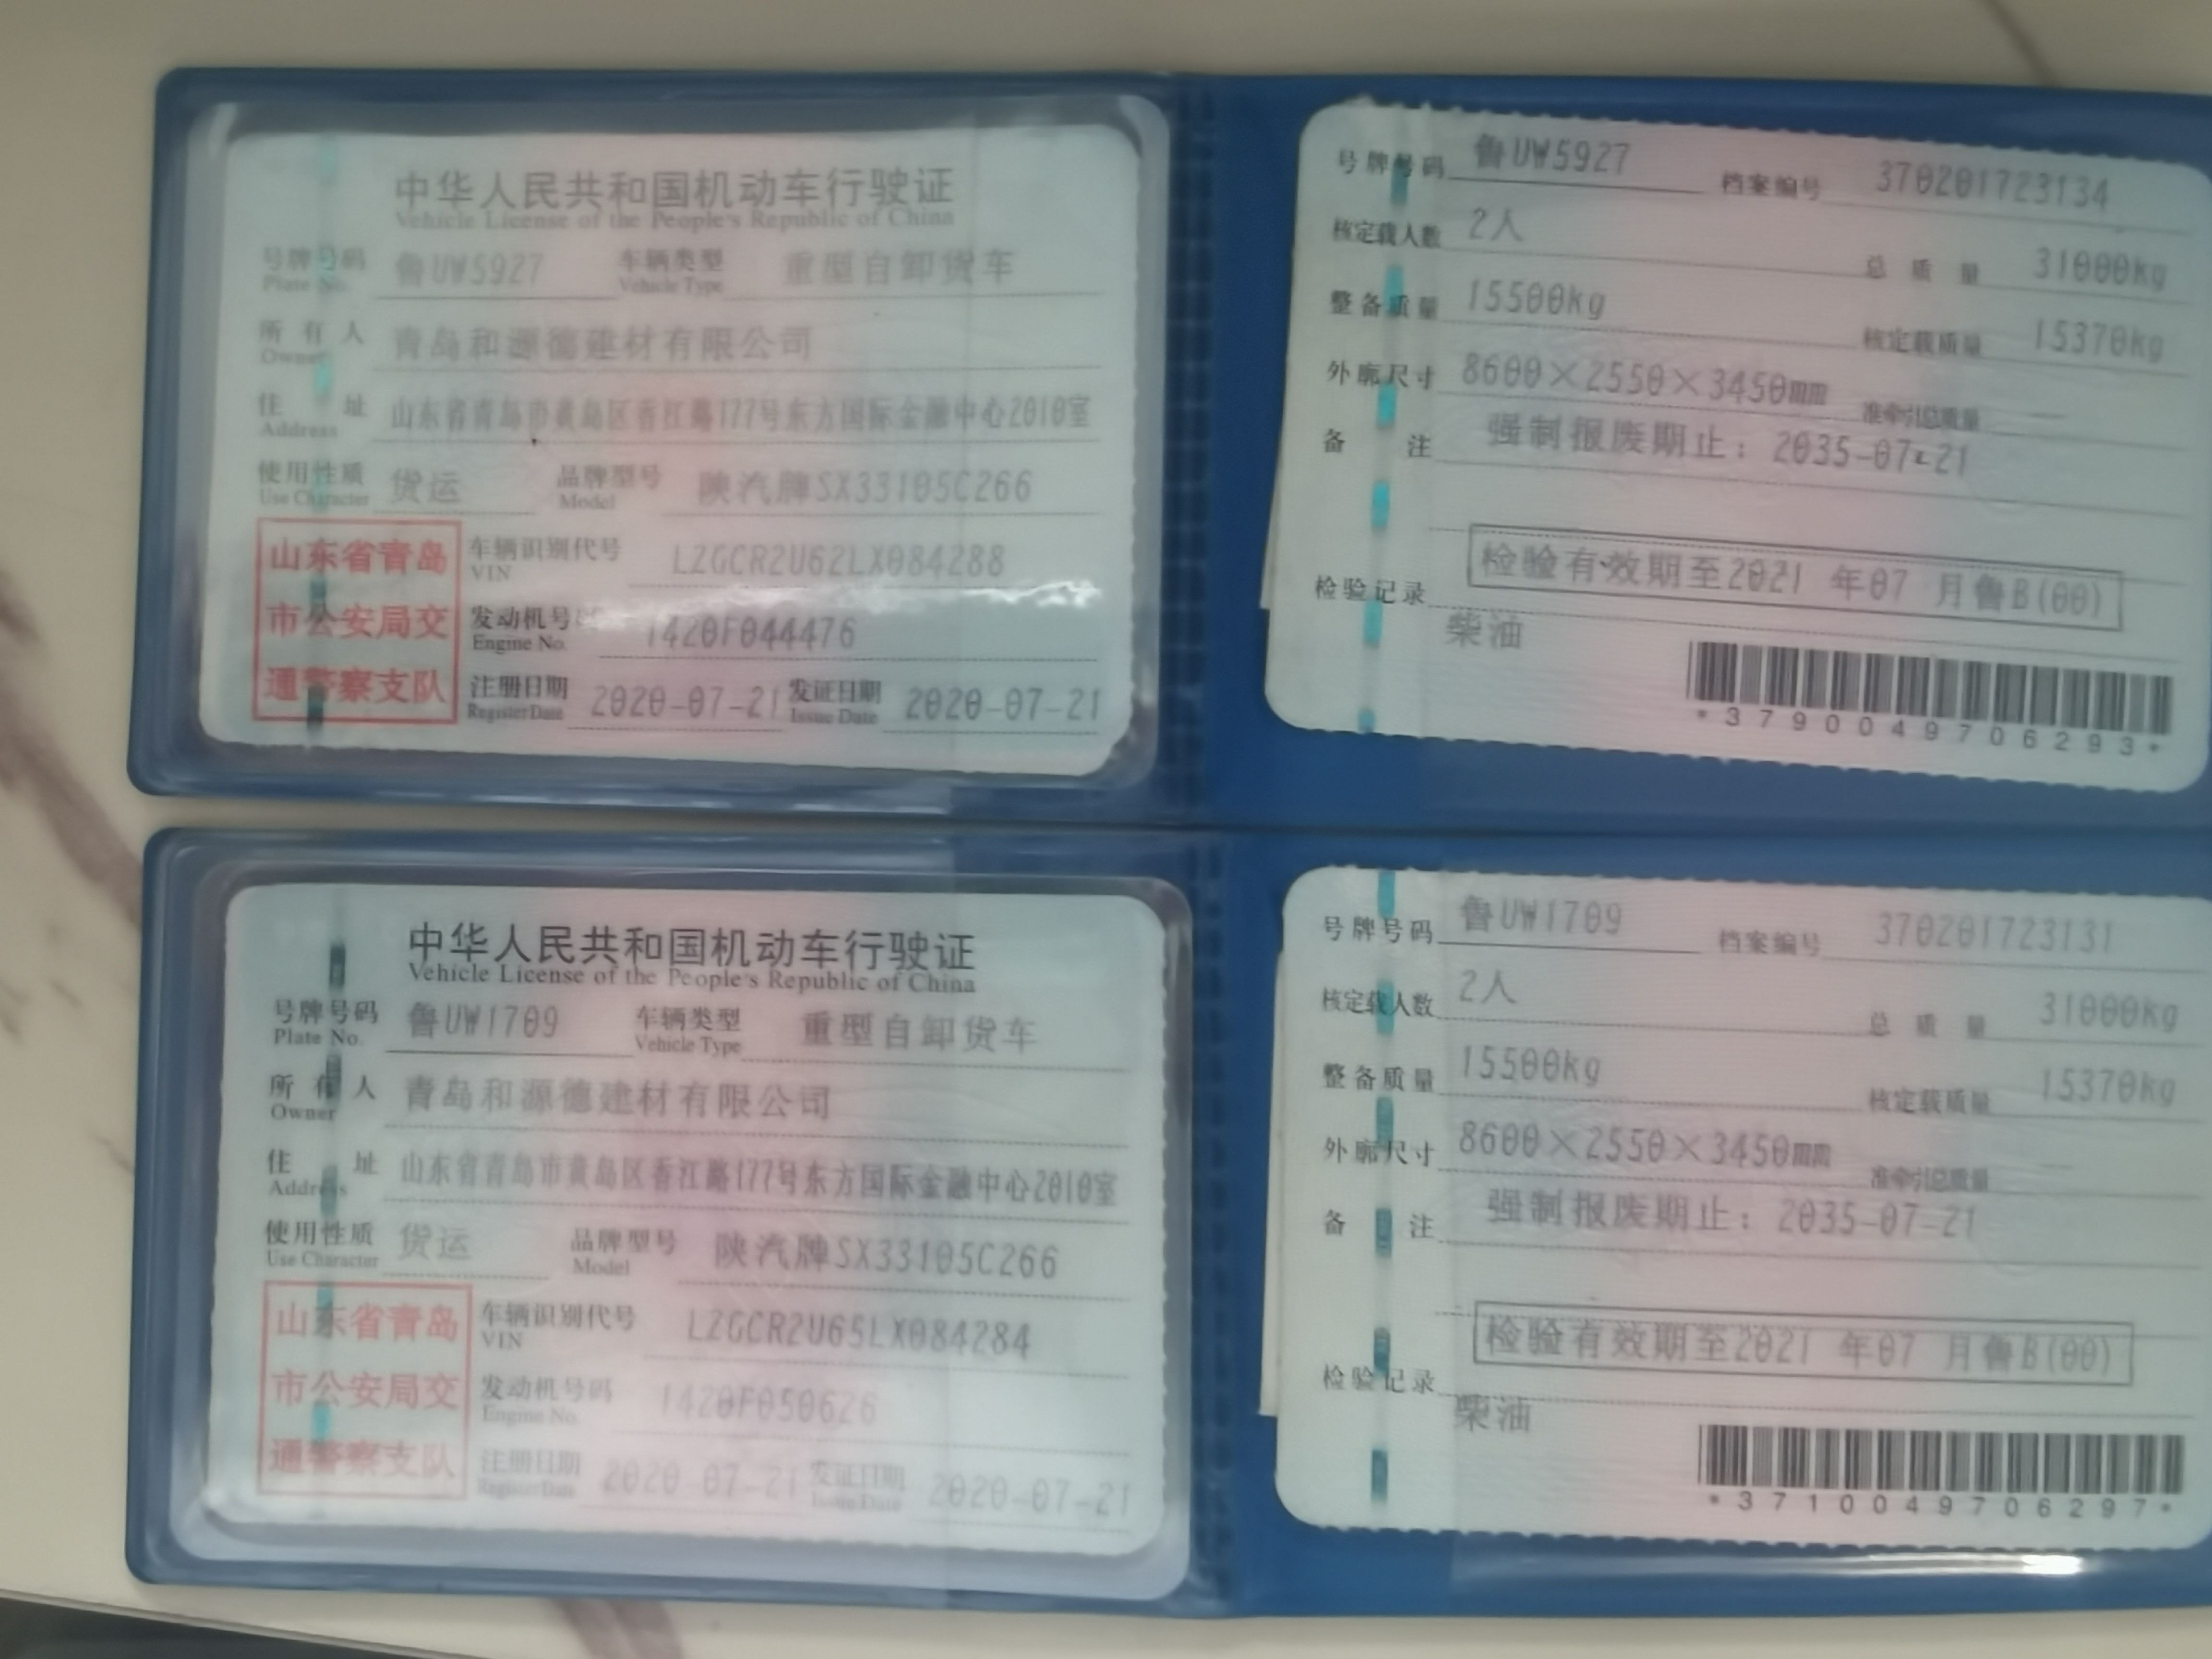 中华人民共和国机动车行驶证
Vehicle License of the People's Republic of China
号牌号码 鲁UW5927 车辆类型 重型自卸货车
Plate No. Vehicle Type
所有人 青岛和源德建材有限公司
Owner
住址 山东省青岛市黄岛区香江路177号东方国际金融中心2010室
Address
使用性质 货运 品牌型号 陕汽牌SX33105C266
Use Character Model
山东省青岛
市公安局交
通警察支队
车辆识别代号 LZGCR2U62LX084288
VIN
发动机号码 1420F044476
Engine No.
注册日期 2020-07-21 发证日期 2020-07-21
Register Date Issue Date
号牌号码 鲁UW5927 档案编号 370201723134
核定载人数 2人 总质量 31000kg
整备质量 15500kg 核定载质量 15370kg
外廓尺寸 8600×2550×3450mm 准牵引总质量 —
备注 强制报废期止：2035-07-21
检验有效期至2021 年07 月鲁B(00)
检验记录
柴油
*3790049706293*
中华人民共和国机动车行驶证
Vehicle License of the People's Republic of China
号牌号码 鲁UW1709 车辆类型 重型自卸货车
Plate No. Vehicle Type
所有人 青岛和源德建材有限公司
Owner
住址 山东省青岛市黄岛区香江路177号东方国际金融中心2010室
Address
使用性质 货运 品牌型号 陕汽牌SX33105C266
Use Character Model
山东省青岛
市公安局交
通警察支队
车辆识别代号 LZGCR2U65LX084284
VIN
发动机号码 1420F050626
Engine No.
注册日期 2020-07-21 发证日期 2020-07-21
Register Date Issue Date
号牌号码 鲁UW1709 档案编号 370201723131
核定载人数 2人 总质量 31000kg
整备质量 15500kg 核定载质量 15370kg
外廓尺寸 8600×2550×3450mm 准牵引总质量 —
备注 强制报废期止：2035-07-21
检验有效期至2021 年07 月鲁B(00)
检验记录
柴油
*3710049706297*